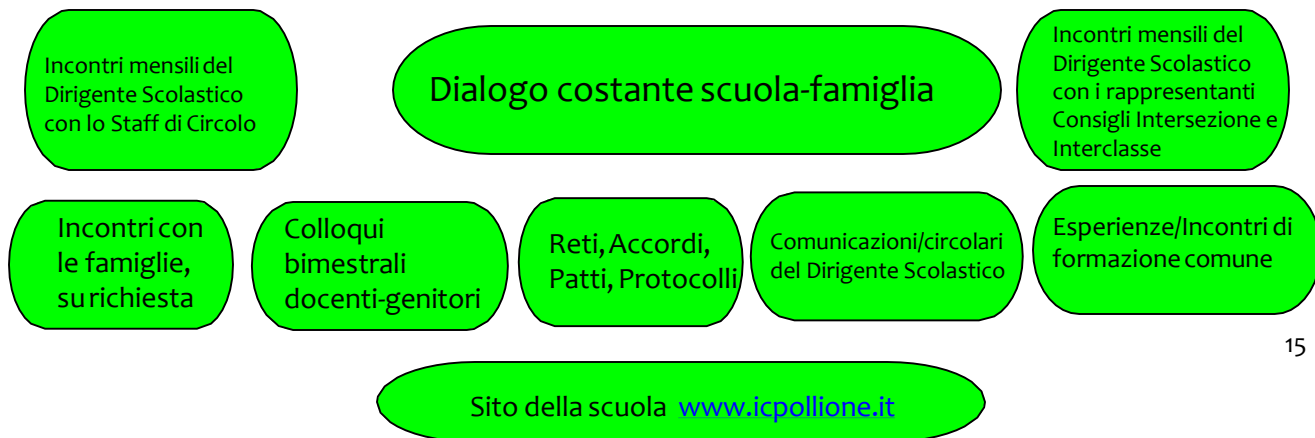 Incontri mensili del
Dirigente Scolastico
con lo Staff di Circolo
Dialogo costante scuola-famiglia
Incontri mensili del
Dirigente Scolastico
con i rappresentanti
Consigli Intersezione e
Interclasse
Incontri con
le famiglie,
su richiesta
Colloqui
bimestrali
docenti-genitori
Reti, Accordi,
Patti, Protocolli
Comunicazioni/circolari
del Dirigente Scolastico
Esperienze/Incontri di
formazione comune
15
Sito della scuola www.icpollione.it